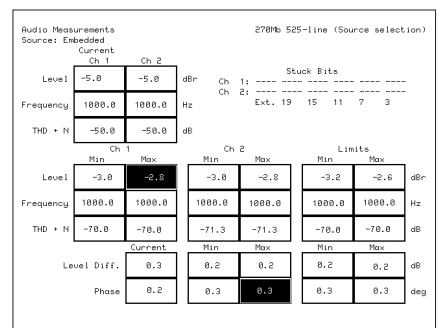 Audio Measurements 270Mb 525-line (Source selection)
Source: Embedded
Current
Ch 1 Ch 2
Stuck Bits
Level -5.0 -5.0 dBr
Ch 1: ---- ---- ---- ---- ---- ----
Ch 2: ---- ---- ---- ---- ---- ----
Frequency 1000.0 1000.0 Hz
Ext. 19 15 11 7 3
THD + N -50.0 -50.0 dB
Ch 1 Ch 2 Limits
Min Max Min Max Min Max
Level -3.0 -2.8 -3.0 -2.8 -3.2 -2.6 dBr
Frequency 1000.0 1000.0 1000.0 1000.0 1000.0 1000.0 Hz
THD + N -70.0 -70.0 -71.3 -71.3 -70.0 -70.0 dB
Current Min Max Min Max
Level Diff. 0.3 0.2 0.2 0.2 0.2 dB
Phase 0.2 0.3 0.3 0.3 0.3 deg